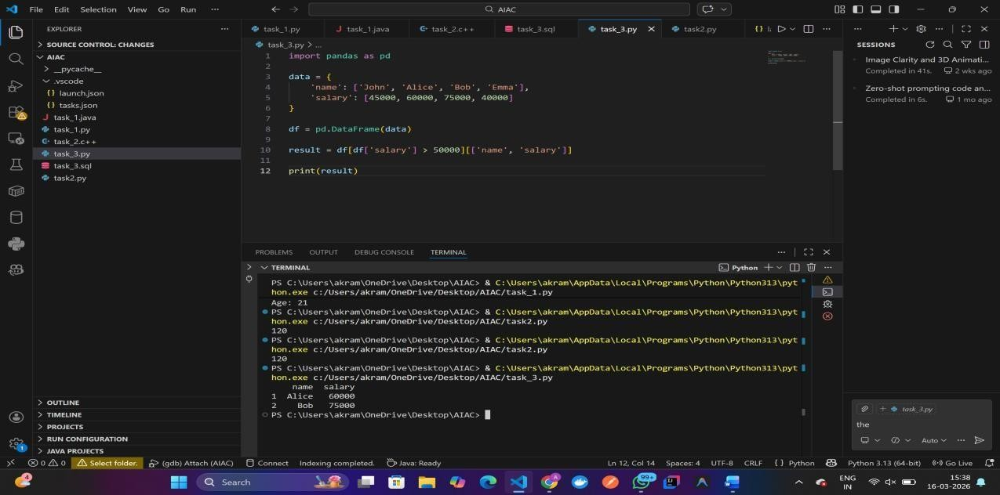 File Edit Selection View Go Run ··· AIAC
EXPLORER ···
SOURCE CONTROL: CHANGES
AIAC
__pycache__
.vscode
{} launch.json
{} tasks.json
J task_1.java
task_1.py
task_2.c++
task_3.py
task_3.sql
task2.py
OUTLINE
TIMELINE
PROJECTS
RUN CONFIGURATION
JAVA PROJECTS
task_1.py J task_1.java task_2.c++ task_3.sql task_3.py task2.py {}
task_3.py > ...
1 import pandas as pd
2
3 data = {
4 'name': ['John', 'Alice', 'Bob', 'Emma'],
5 'salary': [45000, 60000, 75000, 40000]
6 }
7
8 df = pd.DataFrame(data)
9
10 result = df[df['salary'] > 50000][['name', 'salary']]
11
12 print(result)
PROBLEMS OUTPUT DEBUG CONSOLE TERMINAL
TERMINAL Python
PS C:\Users\akram\OneDrive\Desktop\AIAC> & C:\Users\akram\AppData\Local\Programs\Python\Python313\pyt
hon.exe c:/Users/akram/OneDrive/Desktop/AIAC/task_1.py
Age: 21
PS C:\Users\akram\OneDrive\Desktop\AIAC> & C:\Users\akram\AppData\Local\Programs\Python\Python313\pyt
hon.exe c:/Users/akram/OneDrive/Desktop/AIAC/task2.py
120
PS C:\Users\akram\OneDrive\Desktop\AIAC> & C:\Users\akram\AppData\Local\Programs\Python\Python313\pyt
hon.exe c:/Users/akram/OneDrive/Desktop/AIAC/task2.py
120
PS C:\Users\akram\OneDrive\Desktop\AIAC> & C:\Users\akram\AppData\Local\Programs\Python\Python313\pyt
hon.exe c:/Users/akram/OneDrive/Desktop/AIAC/task_3.py
name salary
1 Alice 60000
2 Bob 75000
PS C:\Users\akram\OneDrive\Desktop\AIAC>
SESSIONS
Image Clarity and 3D Animati...
Completed in 41s. 2 wks ago
Zero-shot prompting code an...
Completed in 6s. 1 mo ago
task_3.py
the
Auto
0 0 Select folder. (gdb) Attach (AIAC) Connect Indexing completed. Java: Ready Ln 12, Col 14 Spaces: 4 UTF-8 CRLF {} Python Python 3.13 (64-bit) Go Live
4 Search 99+ ENG
IN
15:38
16-03-2026